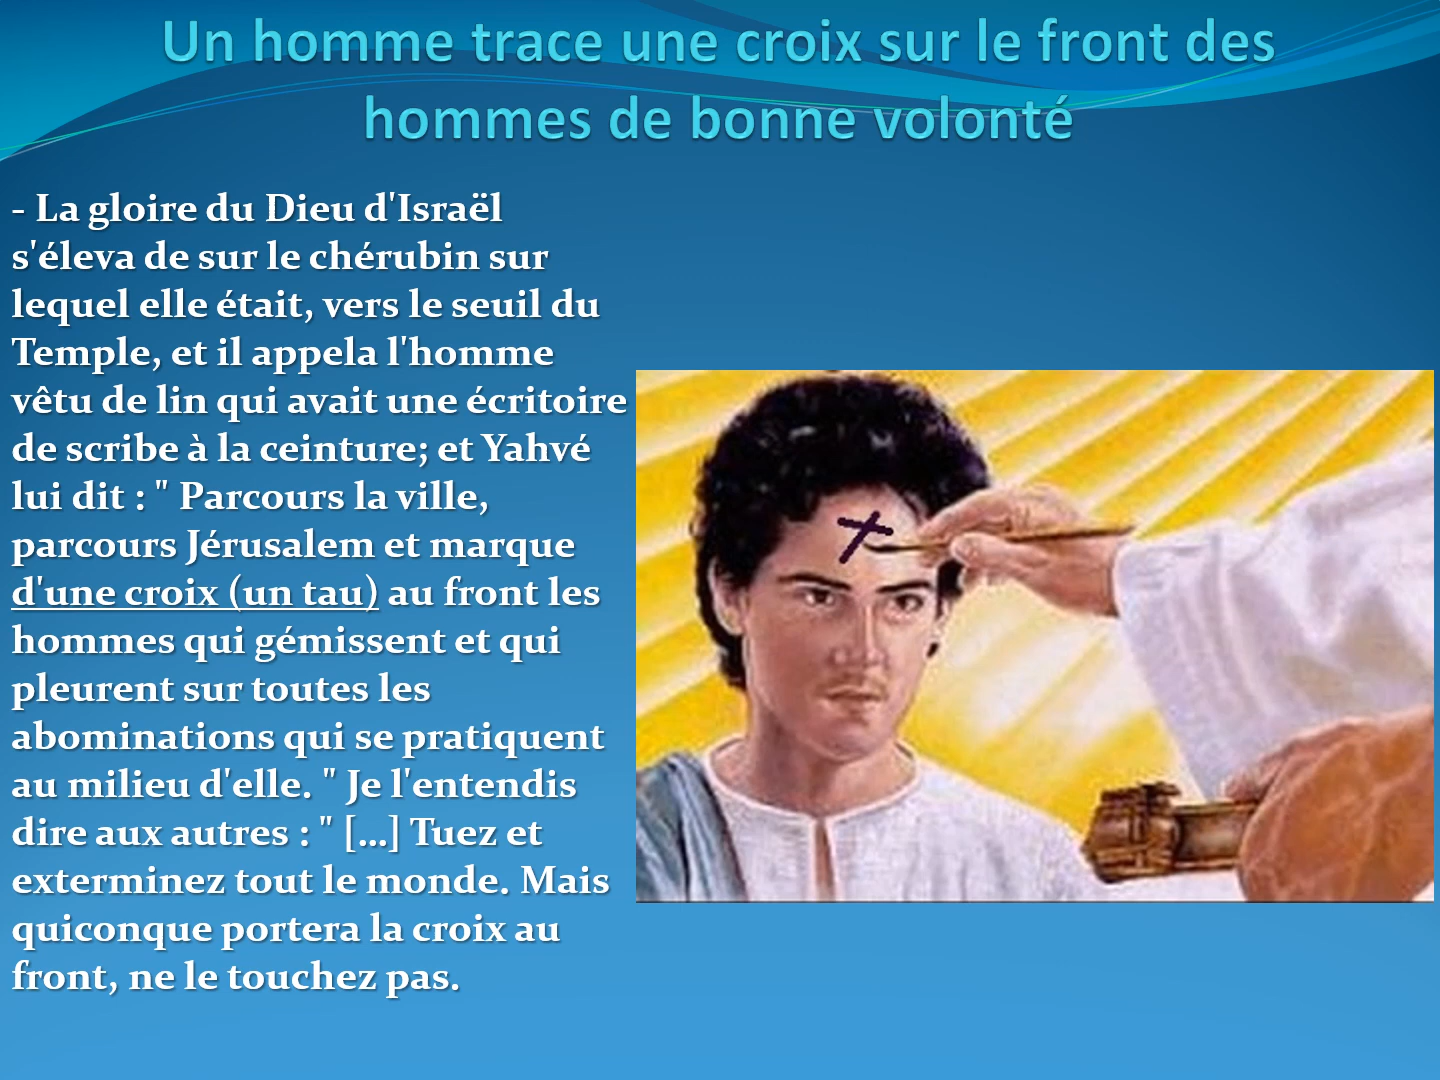 Un homme trace une croix sur le front des
hommes de bonne volonté
- La gloire du Dieu d'Israël
s'éleva de sur le chérubin sur
lequel elle était, vers le seuil du
Temple, et il appela l'homme
vêtu de lin qui avait une écritoire
de scribe à la ceinture; et Yahvé
lui dit : " Parcours la ville,
parcours Jérusalem et marque
d'une croix (un tau) au front les
hommes qui gémissent et qui
pleurent sur toutes les
abominations qui se pratiquent
au milieu d'elle. " Je l'entendis
dire aux autres : " [...] Tuez et
exterminez tout le monde. Mais
quiconque portera la croix au
front, ne le touchez pas.